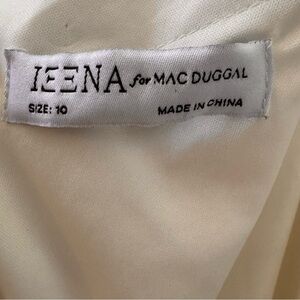 IEENA for MAC DUGGAL
SIZE: 10 MADE IN CHINA